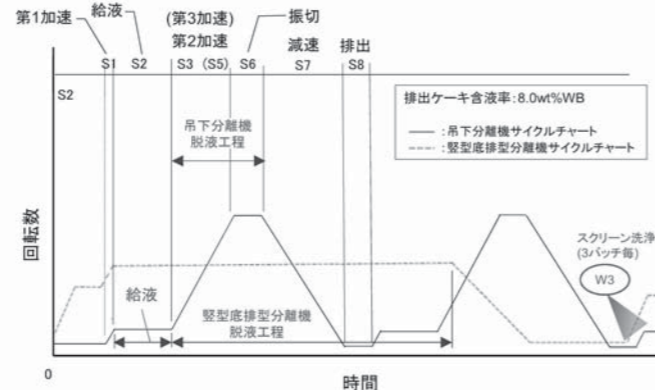 第1加速
給液
(第3加速)
第2加速
振切
減速
排出
S1
S2
S3 (S5)
S6
S7
S8
S2
排出ケーキ含液率:8.0wt%WB
:吊下分離機サイクルチャート
:竪型底排型分離機サイクルチャート
吊下分離機
脱液工程
回転数
スクリーン洗浄
(3バッチ毎)
W3
給液
竪型底排型分離機
脱液工程
0
時間